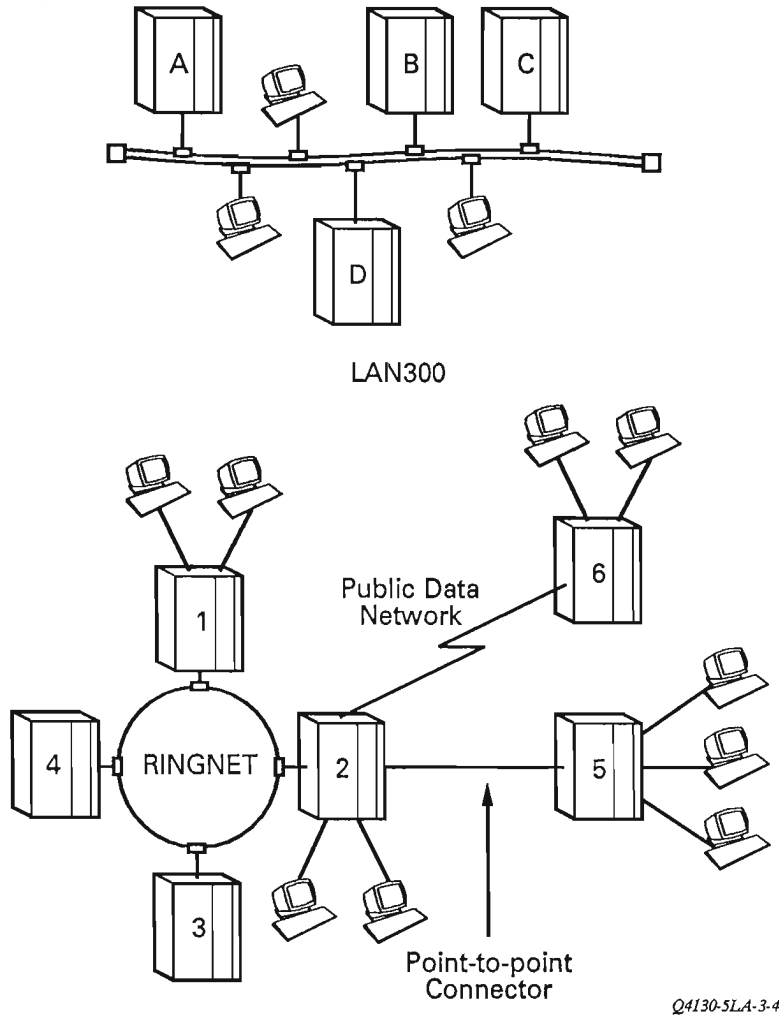 A
B
C
D
LAN300
1
6
Public Data
Network
4
RINGNET
2
5
3
Point-to-point
Connector
Q4130-5LA-3-4